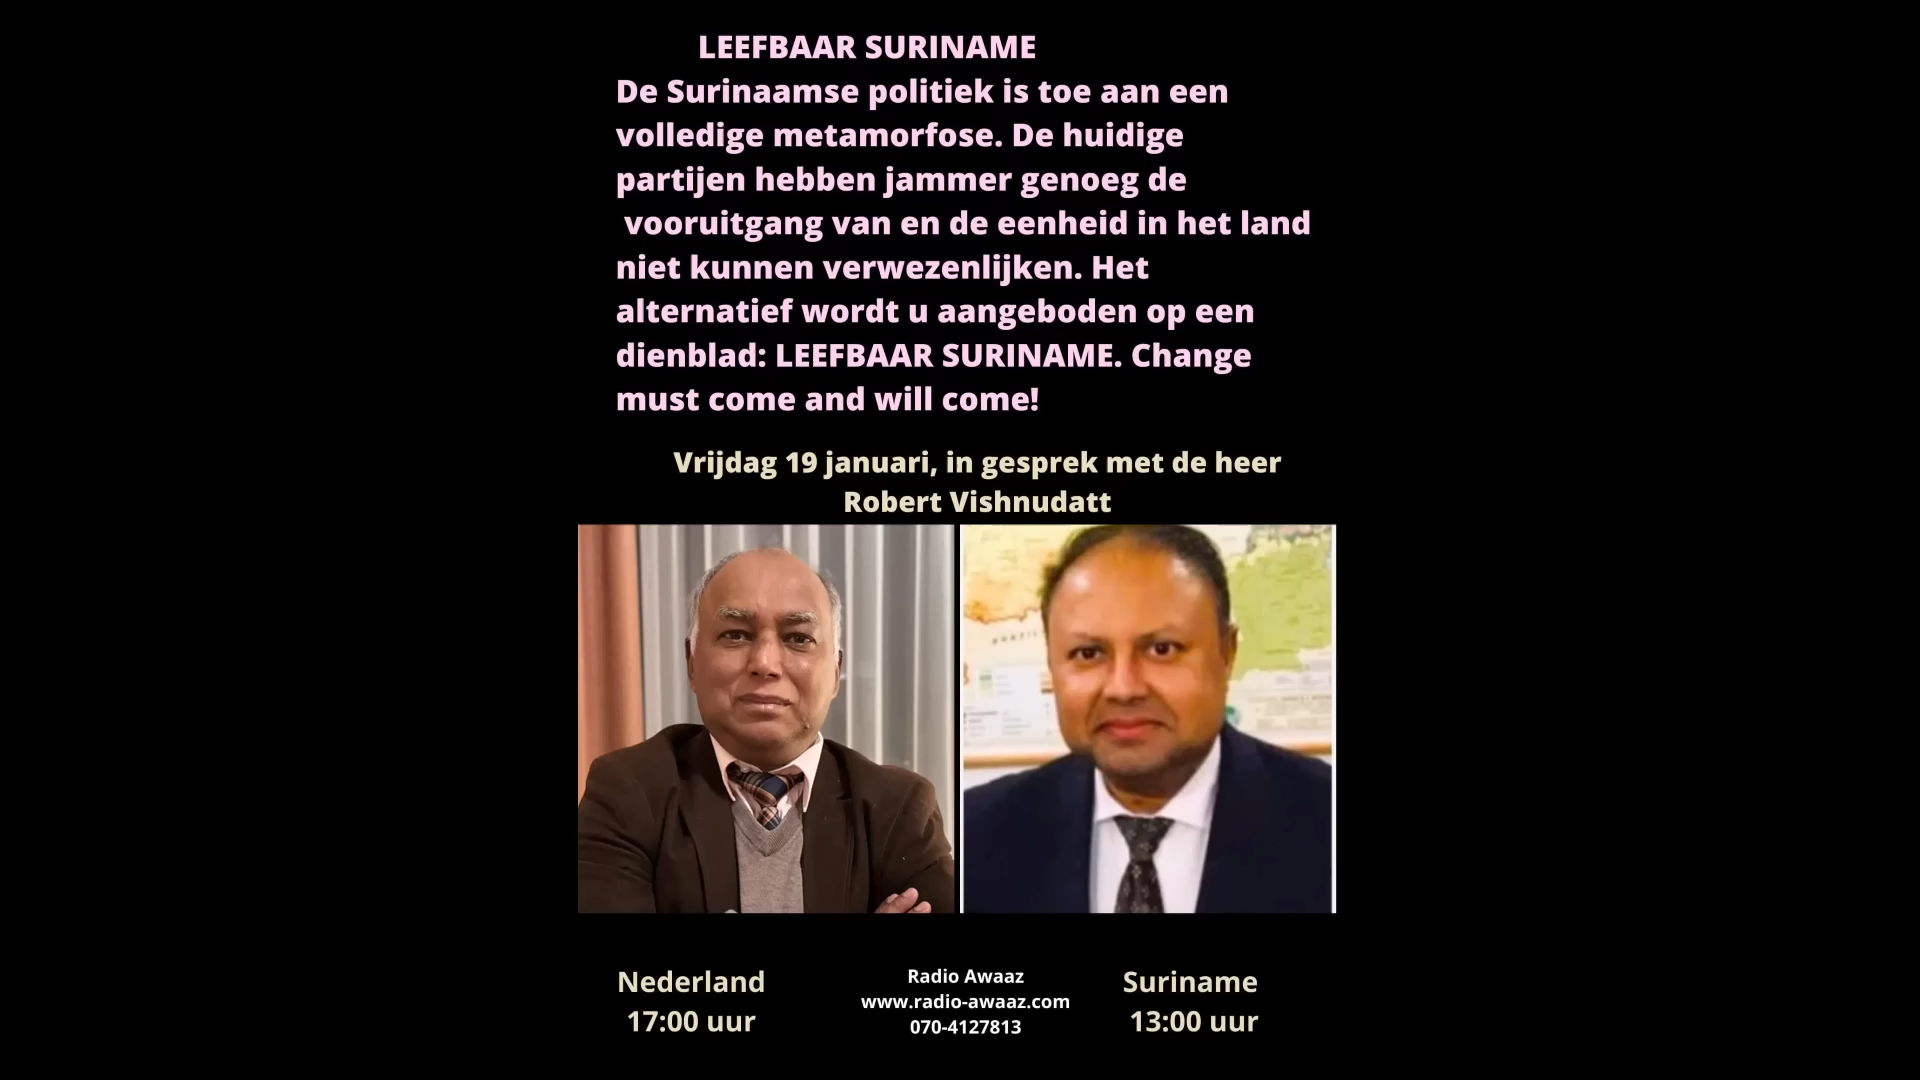 LEEFBAAR SURINAME
De Surinaamse politiek is toe aan een
volledige metamorfose. De huidige
partijen hebben jammer genoeg de
vooruitgang van en de eenheid in het land
niet kunnen verwezenlijken. Het
alternatief wordt u aangeboden op een
dienblad: LEEFBAAR SURINAME. Change
must come and will come!
Vrijdag 19 januari, in gesprek met de heer
Robert Vishnudatt
Nederland
17:00 uur
Radio Awaaz
www.radio-awaaz.com
070-4127813
Suriname
13:00 uur